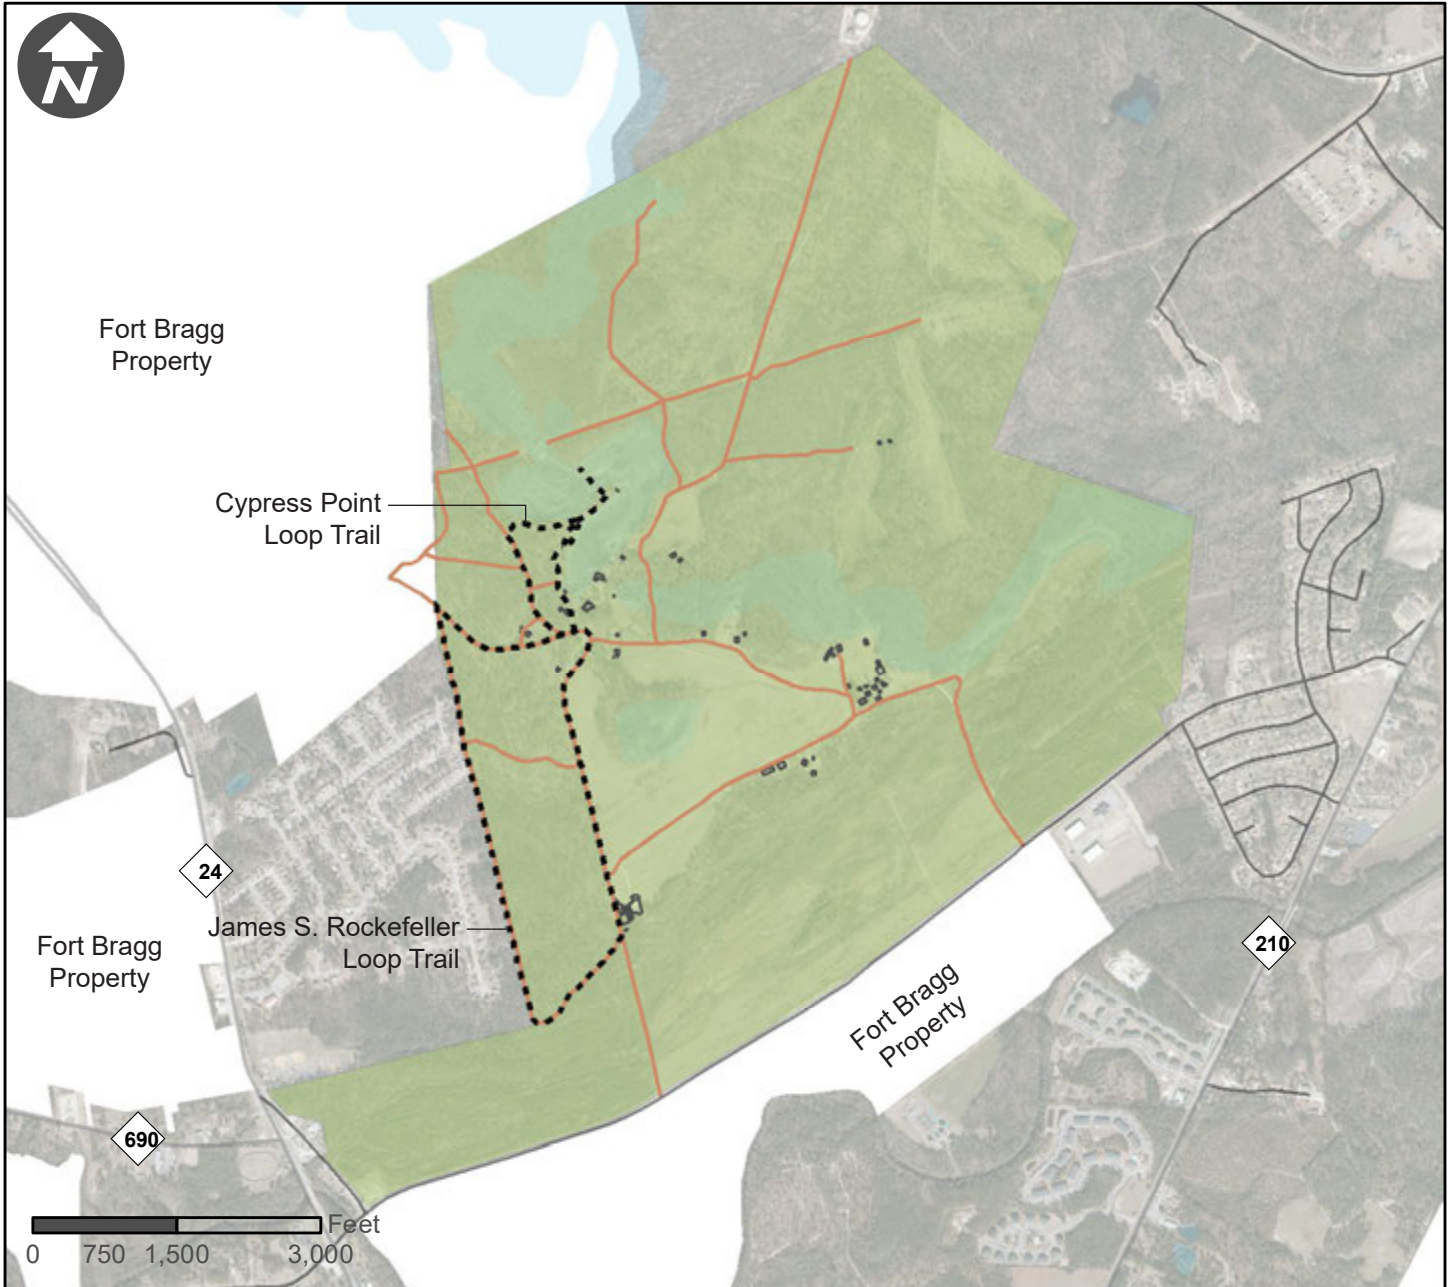 N
Fort Bragg
Property
Cypress Point
Loop Trail
24
James S. Rockefeller
Loop Trail
Fort Bragg
Property
210
Fort Bragg
Property
690
Feet
0 750 1,500 3,000